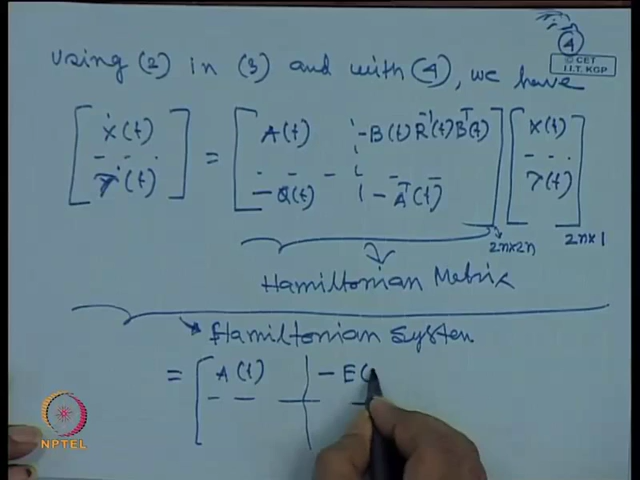 4
© CET
I.I.T. KGP
using (2) in (3) and with (4), we have
[ẋ(t) / λ̇(t)] = [A(t) ¦ -B(t) R⁻¹(t) Bᵀ(t) / -Q(t) ¦ -Aᵀ(t)] 2n×2n [x(t) / λ(t)] 2n×1
Hamiltonian Metrix
Hamiltonian System
= [A(t) | - E(
NPTEL